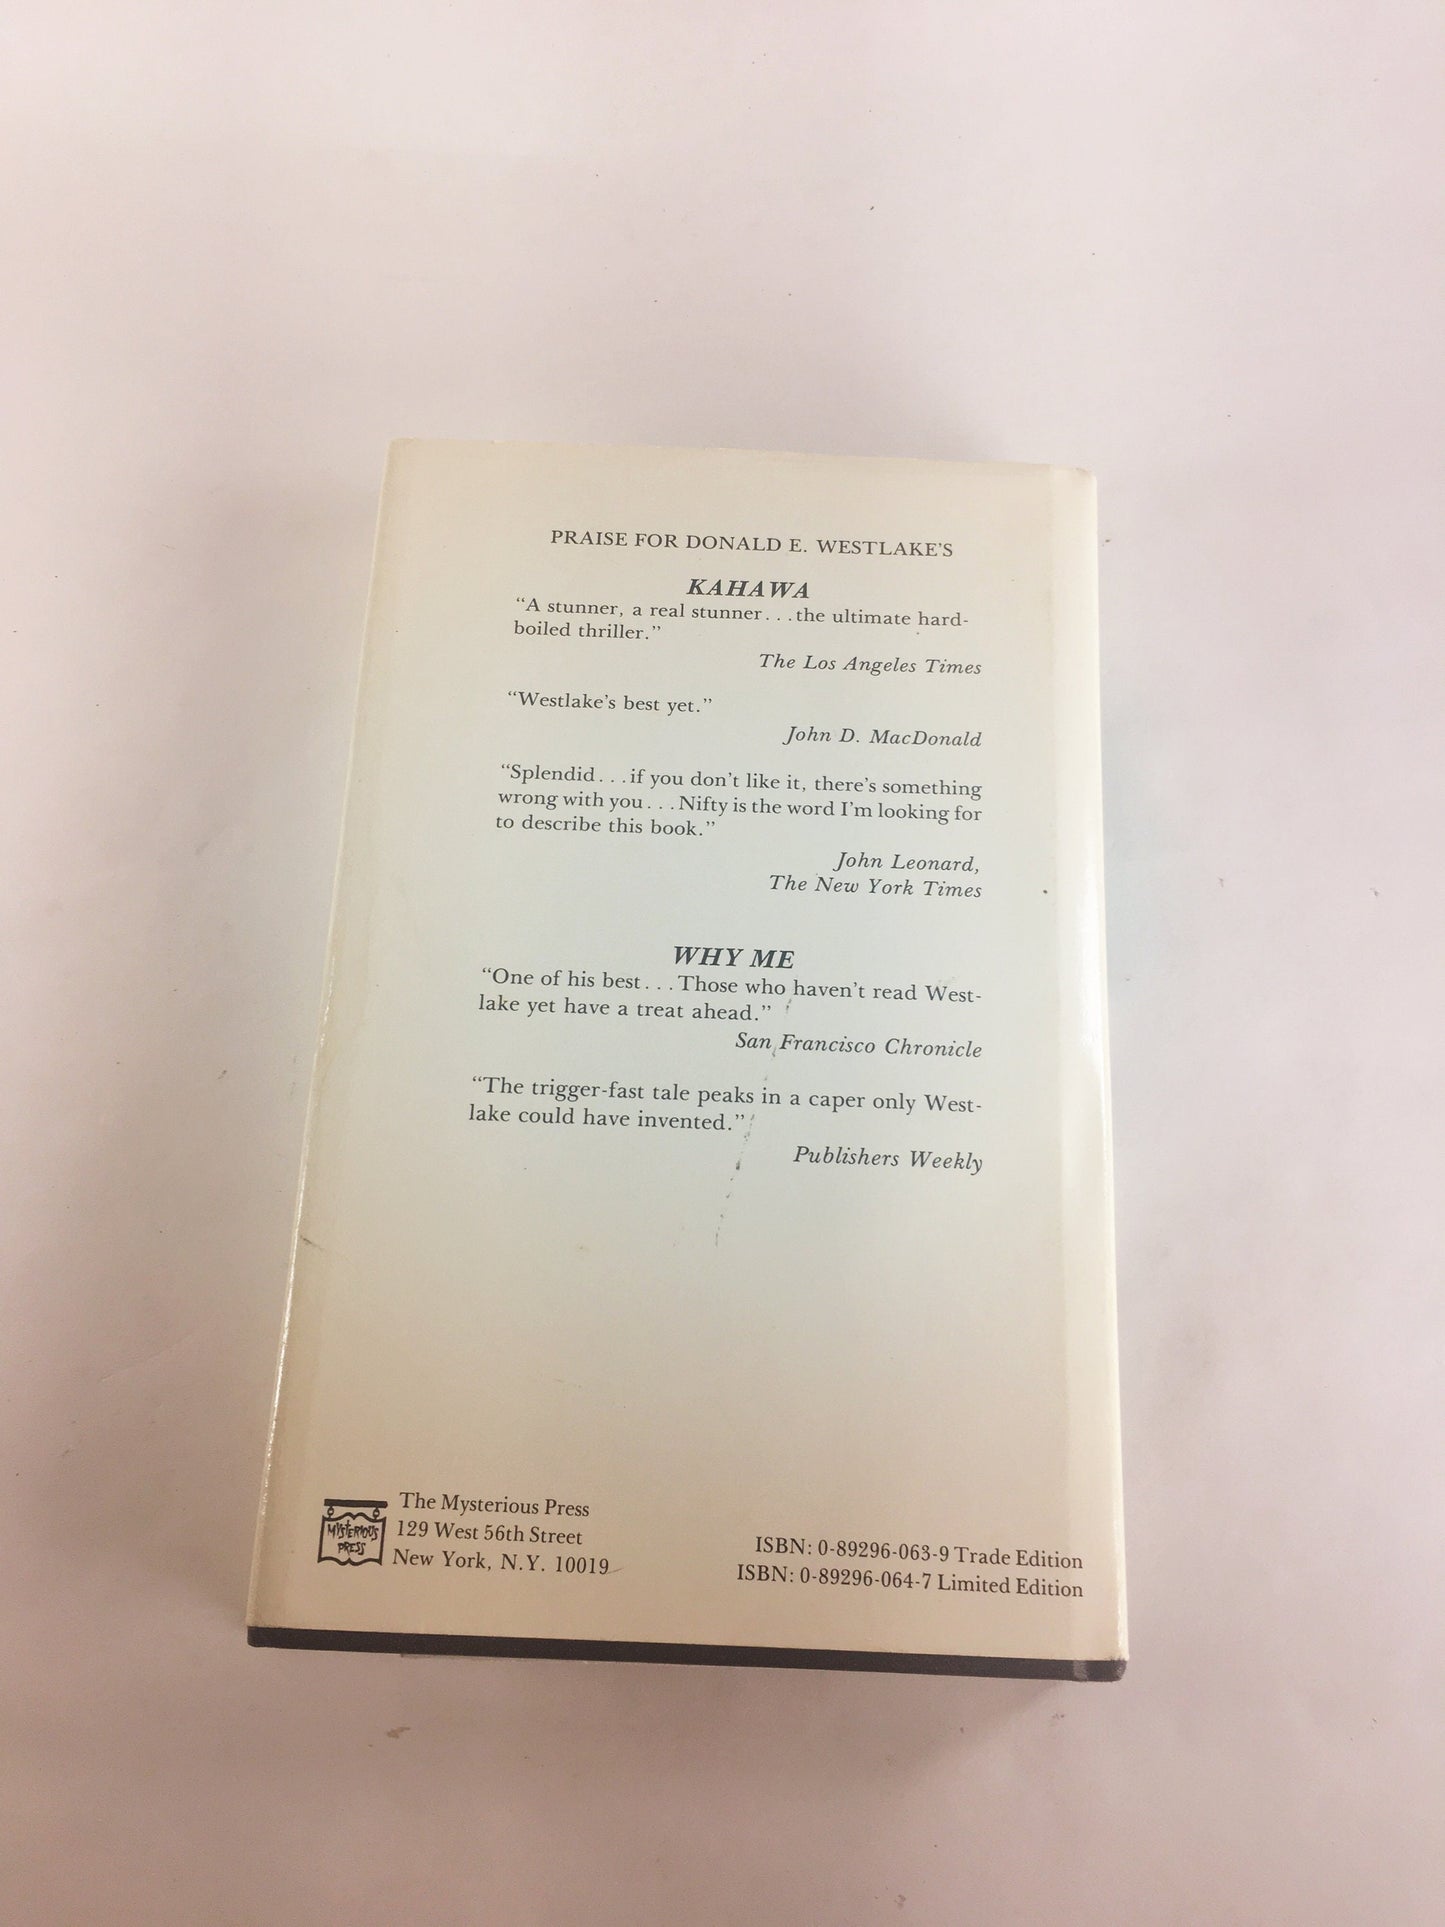 PRAISE FOR DONALD E. WESTLAKE'S
KAHAWA
“A stunner, a real stunner...the ultimate hard-
boiled thriller.”
The Los Angeles Times
“Westlake's best yet.”
John D. MacDonald
“Splendid...if you don't like it, there's something
wrong with you...Nifty is the word I'm looking for
to describe this book.”
John Leonard,
The New York Times
WHY ME
“One of his best...Those who haven't read West-
lake yet have a treat ahead.”
San Francisco Chronicle
“The trigger-fast tale peaks in a caper only West-
lake could have invented.”
Publishers Weekly
MYSTERIOUS
PRESS
The Mysterious Press
129 West 56th Street
New York, N.Y. 10019
ISBN: 0-89296-063-9 Trade Edition
ISBN: 0-89296-064-7 Limited Edition